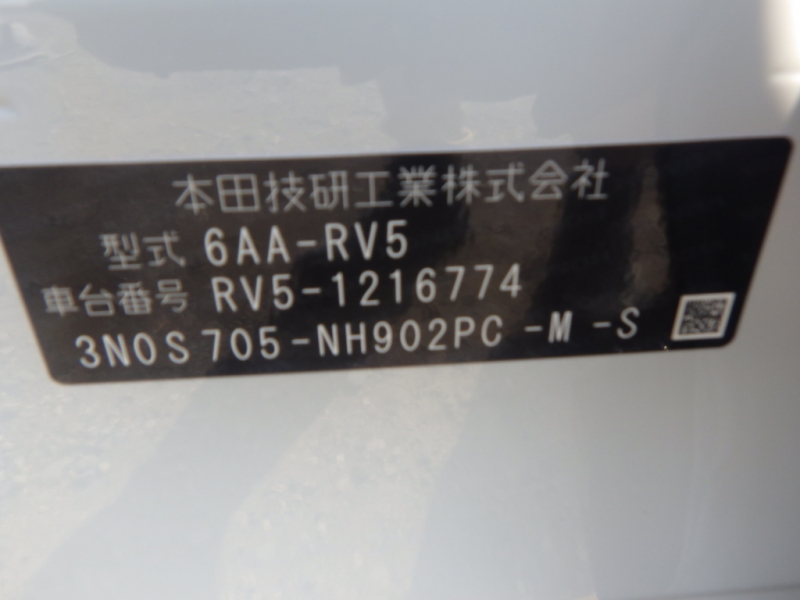 本田技研工業株式会社
型式 6AA-RV5
車台番号 RV5-1216774
3N0S705-NH902PC-M-S